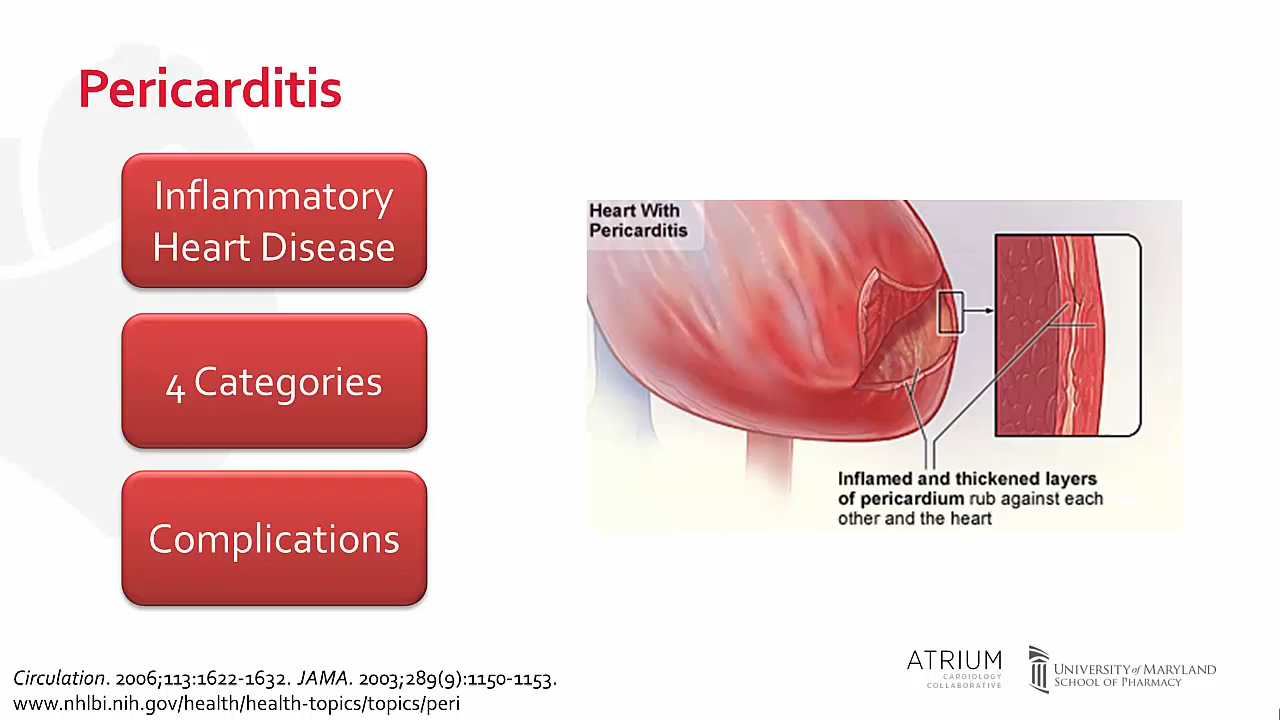 Pericarditis
Inflammatory
Heart Disease
4 Categories
Complications
Heart With
Pericarditis
Inflamed and thickened layers
of pericardium rub against each
other and the heart
Circulation. 2006;113:1622-1632. JAMA. 2003;289(9):1150-1153.
www.nhlbi.nih.gov/health/health-topics/topics/peri
ATRIUM
CARDIOLOGY
COLLABORATIVE
UNIVERSITY of MARYLAND
SCHOOL OF PHARMACY